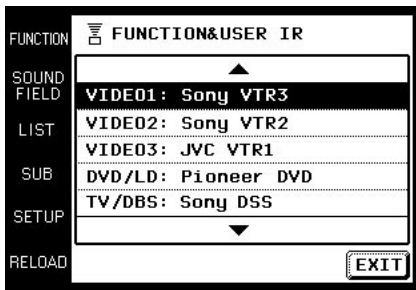 FUNCTION
SOUND
FIELD
LIST
SUB
SETUP
RELOAD
FUNCTION&USER IR
VIDEO1: Sony VTR3
VIDEO2: Sony VTR2
VIDEO3: JVC VTR1
DVD/LD: Pioneer DVD
TV/DBS: Sony DSS
EXIT